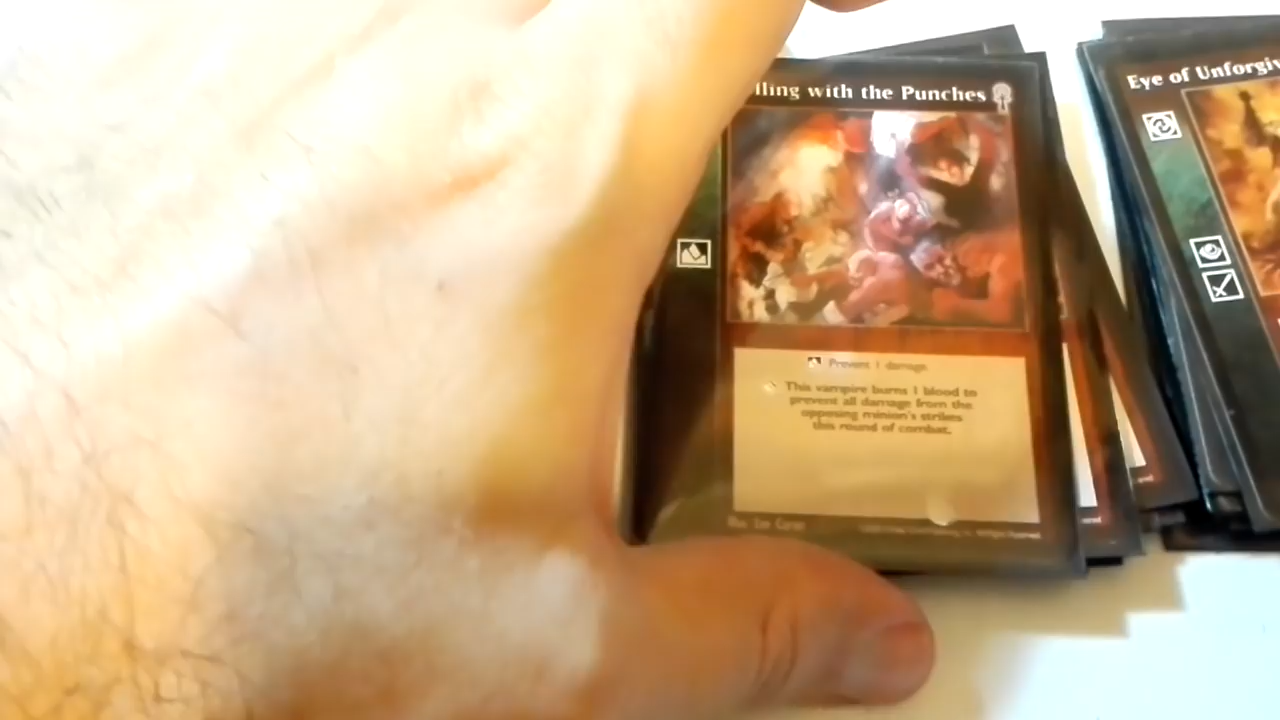 lling with the Punches
Eye of Unforgiv
Prevent 1 damage.
This vampire burns 1 blood to
prevent all damage from the
opposing minion's strikes
this round of combat.